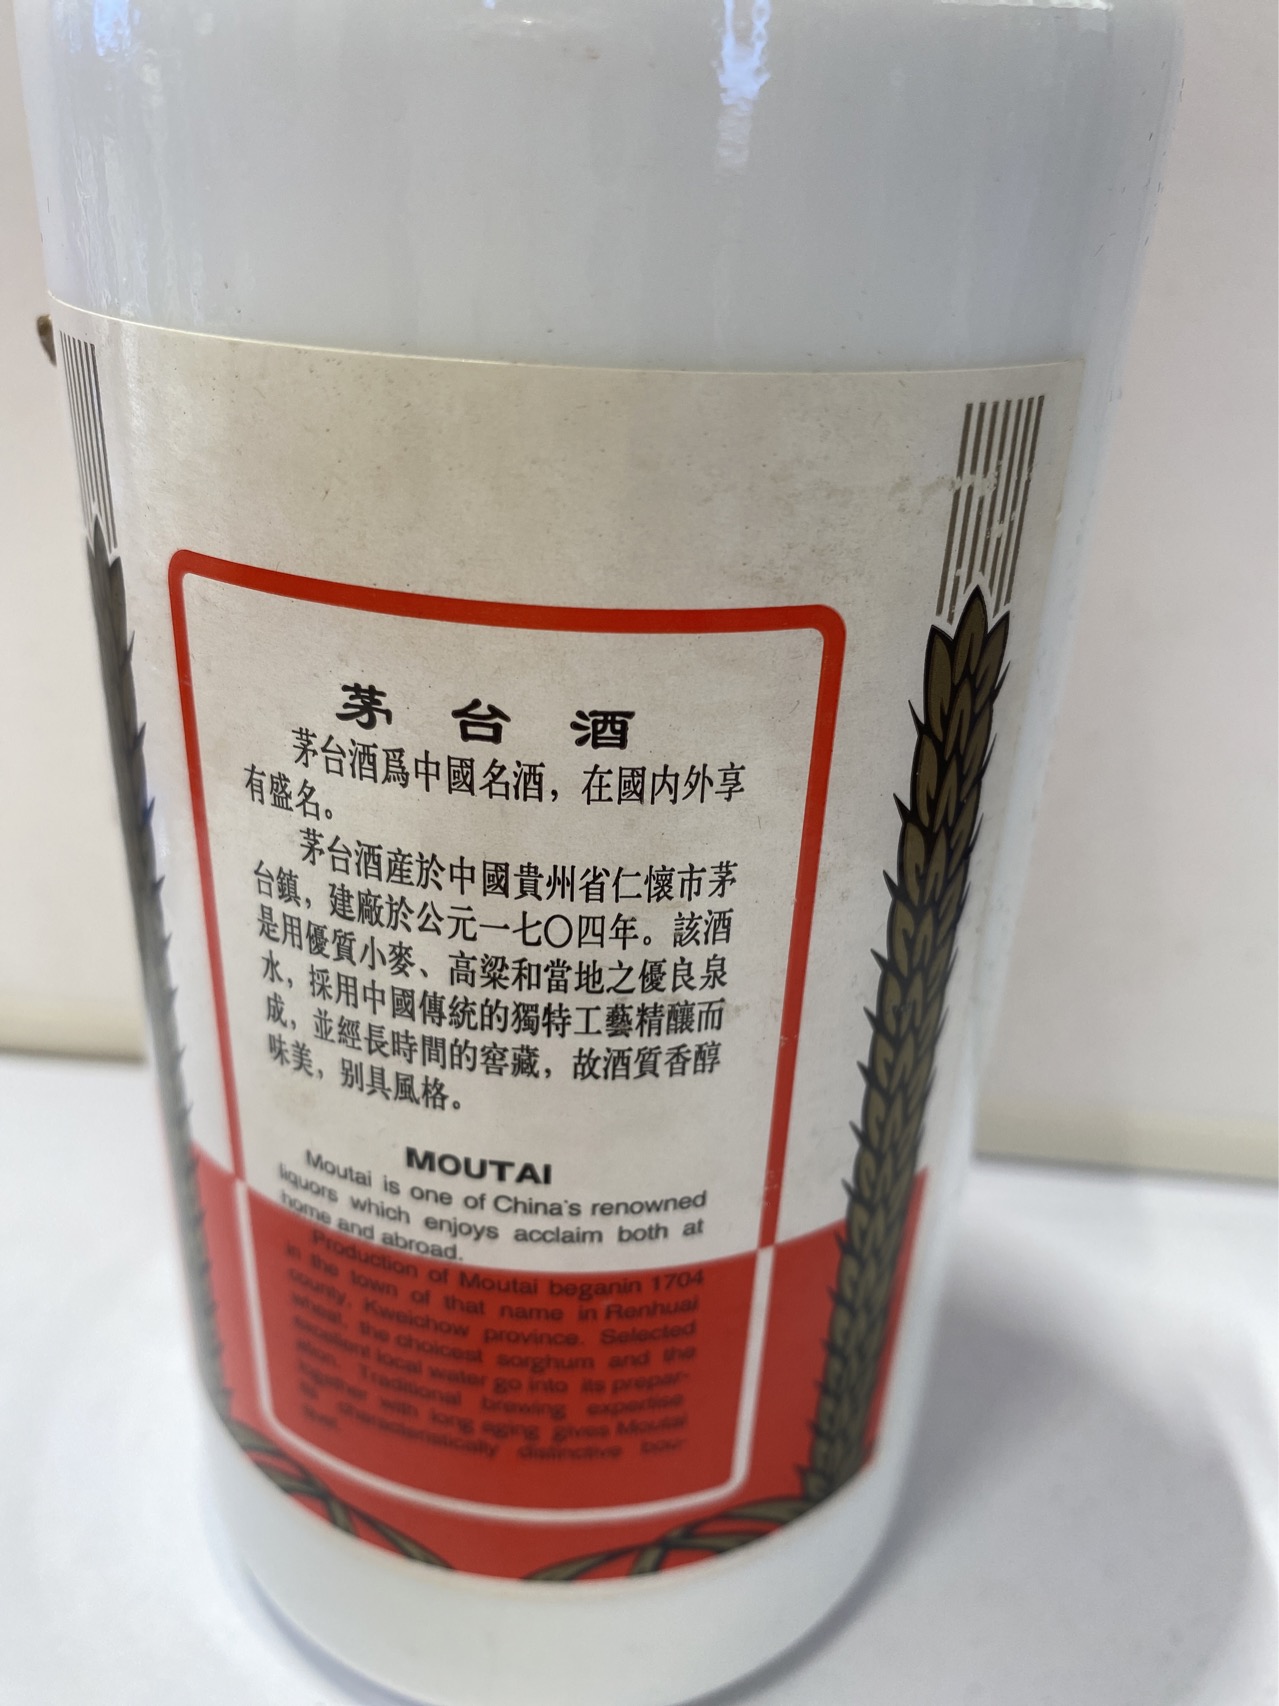 茅台酒
茅台酒爲中國名酒，在國内外享
有盛名。
茅台酒産於中國貴州省仁懷市茅
台鎮，建廠於公元一七〇四年。該酒
是用優質小麥、高粱和當地之優良泉
水，採用中國傳統的獨特工藝精釀而
成，並經長時間的窖藏，故酒質香醇
味美，别具風格。
MOUTAI
Moutai is one of China's renowned
liquors which enjoys acclaim both at
home and abroad.
Production of Moutai beganin 1704
in the town of that name in Renhuai
county, Kweichow province. Selected
wheat, the choicest sorghum and the
excellent local water go into its prepar-
ation. Traditional brewing expertise
together with long aging gives Moutai
characteristically distinctive bou-